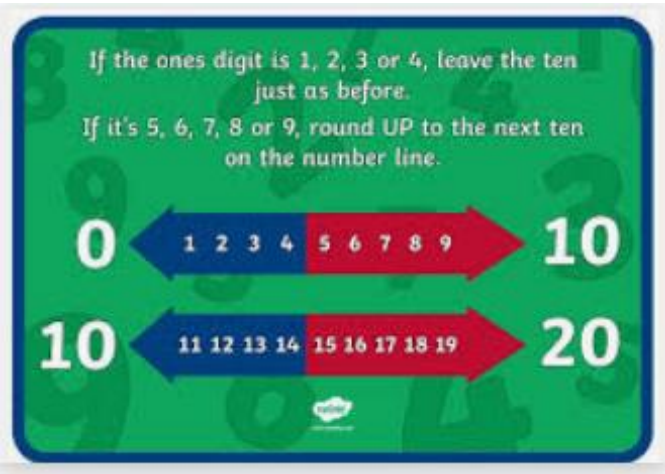 If the ones digit is 1, 2, 3 or 4, leave the ten
just as before.
If it's 5, 6, 7, 8 or 9, round UP to the next ten
on the number line.
0 1 2 3 4 5 6 7 8 9 10
10 11 12 13 14 15 16 17 18 19 20